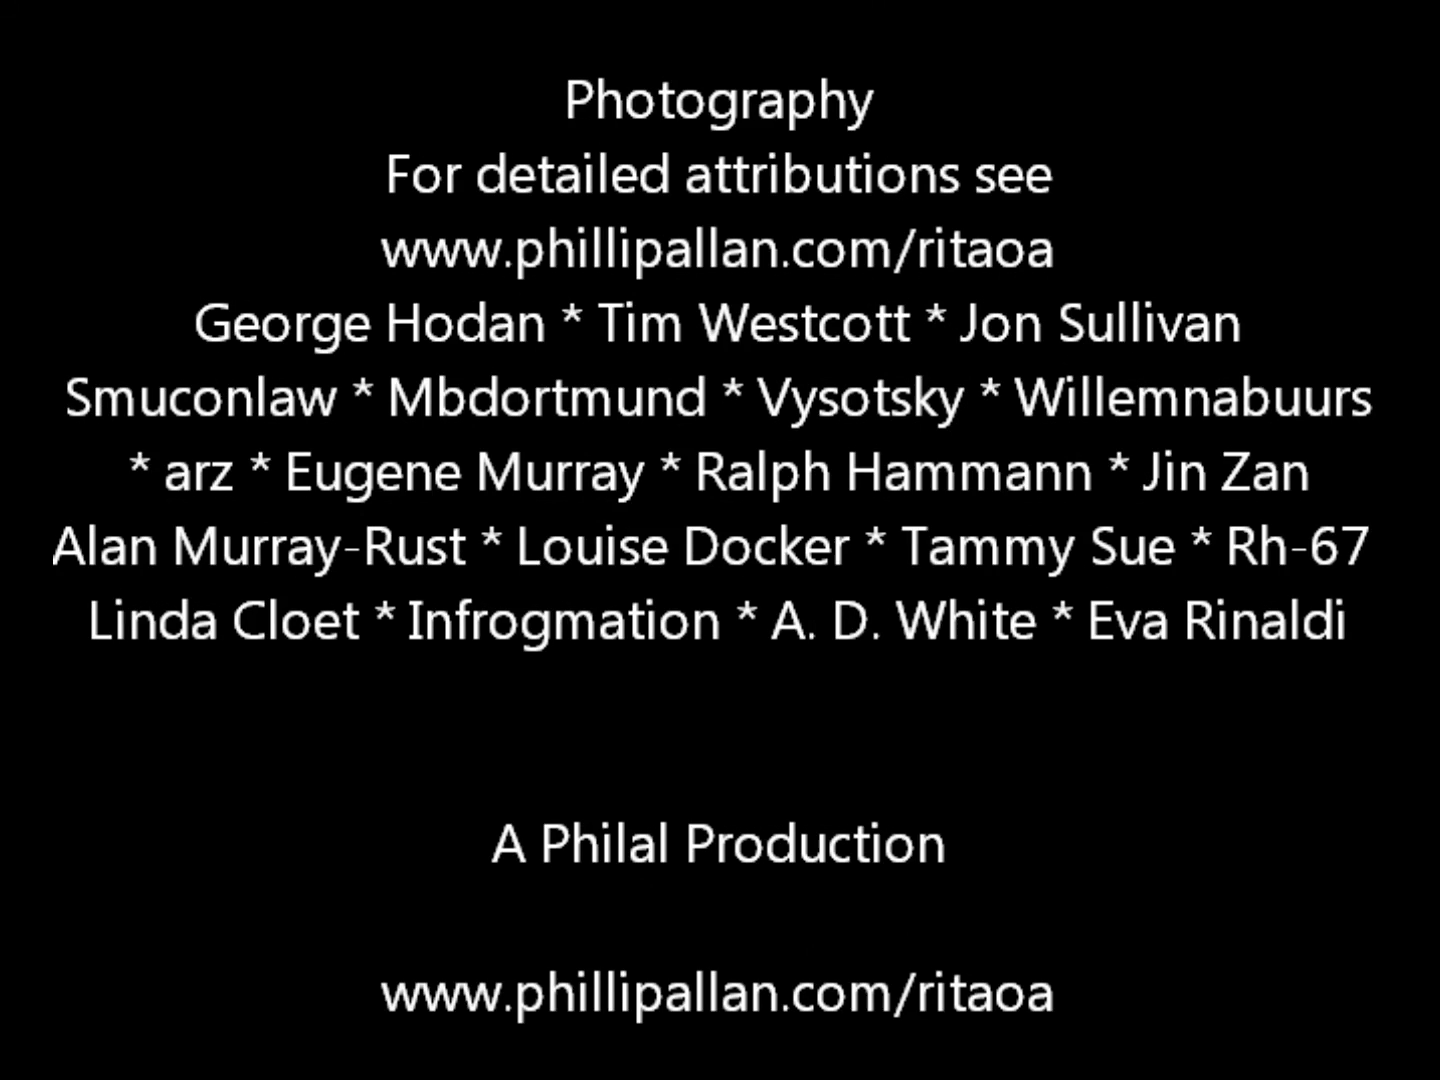 Photography
For detailed attributions see
www.phillipallan.com/ritaoa
George Hodan * Tim Westcott * Jon Sullivan
Smuconlaw * Mbdortmund * Vysotsky * Willemnabuurs
* arz * Eugene Murray * Ralph Hammann * Jin Zan
Alan Murray-Rust * Louise Docker * Tammy Sue * Rh-67
Linda Cloet * Infrogmation * A. D. White * Eva Rinaldi
A Philal Production
www.phillipallan.com/ritaoa